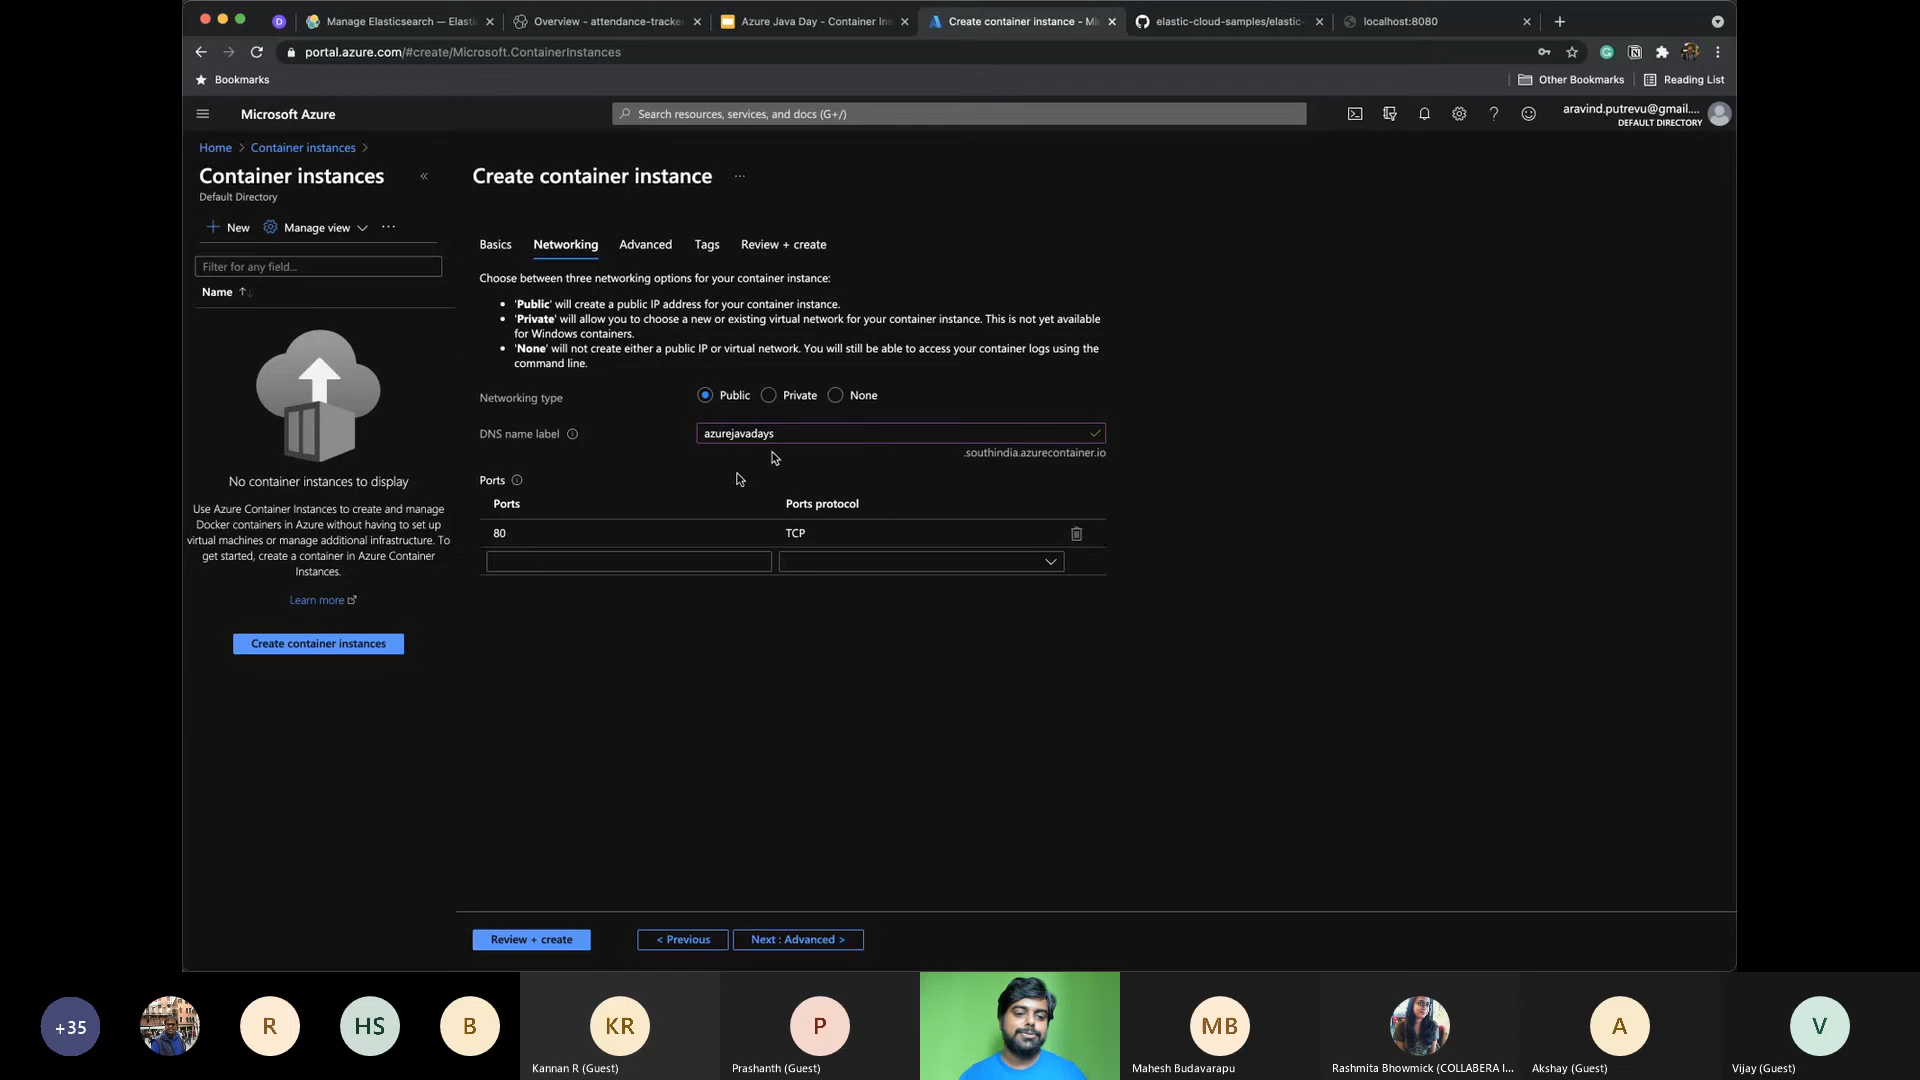 D
Manage Elasticsearch — Elastic
Overview - attendance-tracke
Azure Java Day - Container In
Create container instance - Mi
elastic-cloud-samples/elastic-
localhost:8080
portal.azure.com/#create/Microsoft.ContainerInstances
Bookmarks
Other Bookmarks
Reading List
Microsoft Azure
Search resources, services, and docs (G+/)
aravind.putrevu@gmail....
DEFAULT DIRECTORY
Home > Container instances >
Container instances
Default Directory
New
Manage view
Filter for any field...
Name
No container instances to display
Use Azure Container Instances to create and manage
Docker containers in Azure without having to set up
virtual machines or manage additional infrastructure. To
get started, create a container in Azure Container
Instances.
Learn more
Create container instances
Create container instance
Basics
Networking
Advanced
Tags
Review + create
Choose between three networking options for your container instance:
• 'Public' will create a public IP address for your container instance.
• 'Private' will allow you to choose a new or existing virtual network for your container instance. This is not yet available
for Windows containers.
• 'None' will not create either a public IP or virtual network. You will still be able to access your container logs using the
command line.
Networking type
Public
Private
None
DNS name label
azurejavadays
.southindia.azurecontainer.io
Ports
Ports
Ports protocol
80
TCP
Review + create
< Previous
Next : Advanced >
+35
R
HS
B
KR
Kannan R (Guest)
P
Prashanth (Guest)
MB
Mahesh Budavarapu
Rashmita Bhowmick (COLLABERA I...
A
Akshay (Guest)
V
Vijay (Guest)